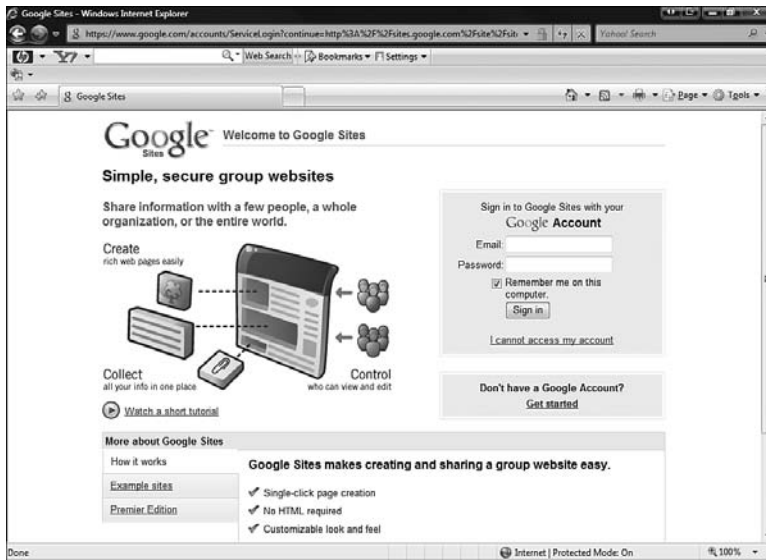 Google Sites - Windows Internet Explorer
https://www.google.com/accounts/ServiceLogin?continue=http%3A%2F%2Fsites.google.com%2Fsite%2Fsit
Yahoo! Search
Web Search
Bookmarks
Settings
Google Sites
Page
Tools
Google Sites
Welcome to Google Sites
Simple, secure group websites
Share information with a few people, a whole
organization, or the entire world.
Create
rich web pages easily
Collect
all your info in one place
Control
who can view and edit
Watch a short tutorial
Sign in to Google Sites with your
Google Account
Email:
Password:
Remember me on this
computer.
Sign in
I cannot access my account
Don't have a Google Account?
Get started
More about Google Sites
How it works
Example sites
Premier Edition
Google Sites makes creating and sharing a group website easy.
Single-click page creation
No HTML required
Customizable look and feel
Done
Internet | Protected Mode: On
100%